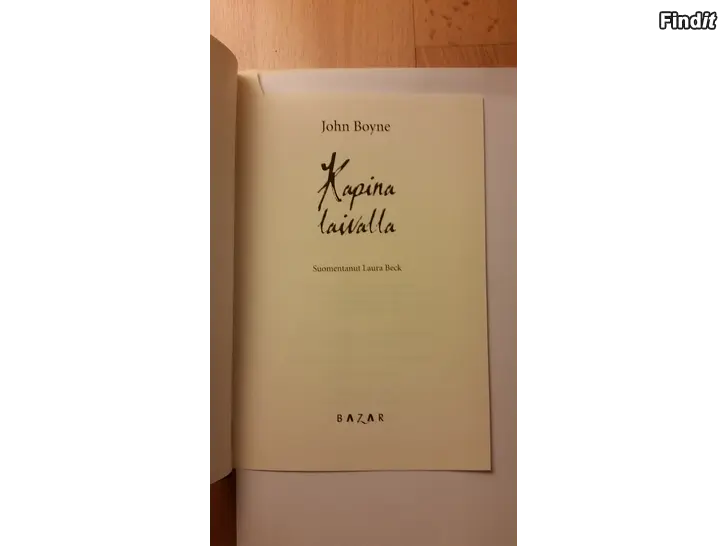 Findit
John Boyne
Kapina
laivalla
Suomentanut Laura Beck
BAZAR